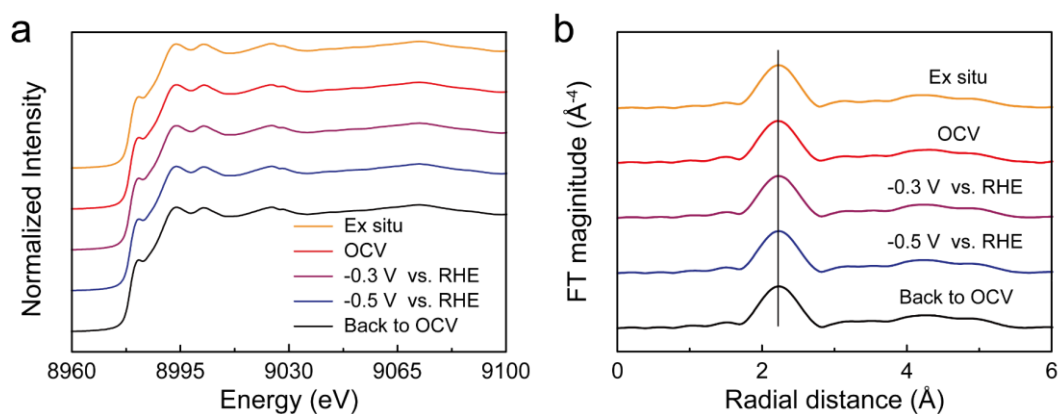 a
Normalized Intensity
Ex situ
OCV
-0.3 V vs. RHE
-0.5 V vs. RHE
Back to OCV
8960 8995 9030 9065 9100
Energy (eV)
b
FT maginitude (Å-4)
Ex situ
OCV
-0.3 V vs. RHE
-0.5 V vs. RHE
Back to OCV
0 2 4 6
Radial distance (Å)